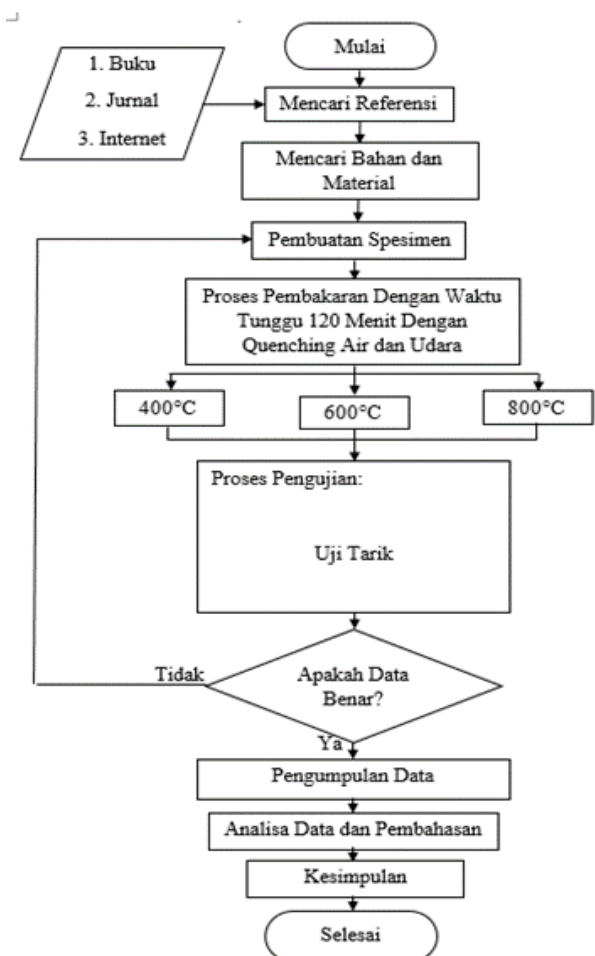 Mulai
1. Buku
2. Jurnal
3. Internet
Mencari Referensi
Mencari Bahan dan
Material
Pembuatan Spesimen
Proses Pembakaran Dengan Waktu
Tunggu 120 Menit Dengan
Quenching Air dan Udara
400°C
600°C
800°C
Proses Pengujian:
Uji Tarik
Apakah Data
Benar?
Tidak
Ya
Pengumpulan Data
Analisa Data dan Pembahasan
Kesimpulan
Selesai